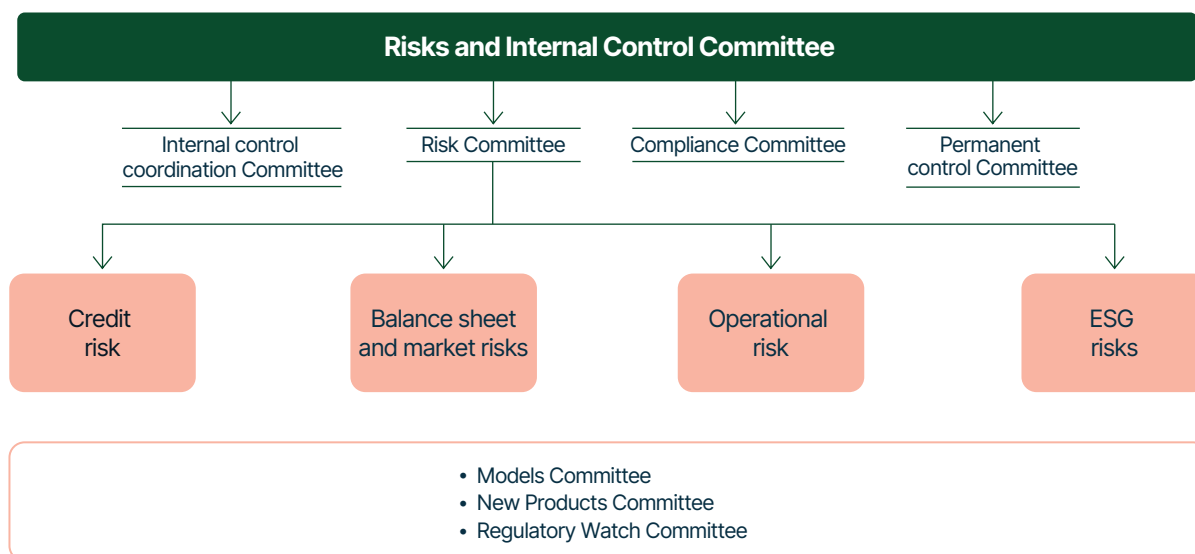 Risks and Internal Control Committee
Internal control
coordination Committee
Risk Committee
Compliance Committee
Permanent
control Committee
Credit
risk
Balance sheet
and market risks
Operational
risk
ESG
risks
• Models Committee
• New Products Committee
• Regulatory Watch Committee